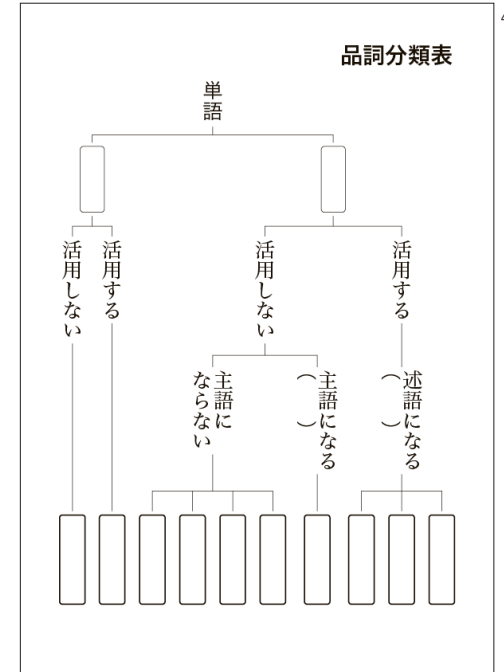 品詞分類表
単語
活用する
活用しない
活用する
活用しない
述語になる
(　)
主語になる
(　)
主語に
ならない